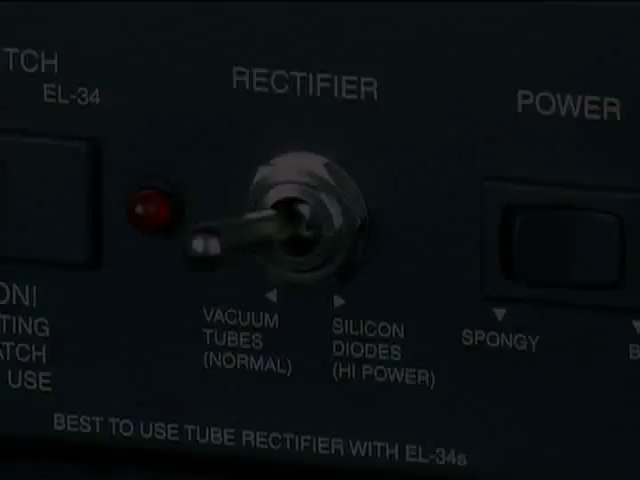 TCH
EL-34
RECTIFIER
POWER
ON!
TING
ATCH
USE
VACUUM
TUBES
(NORMAL)
SILICON
DIODES
(HI POWER)
SPONGY
B
BEST TO USE TUBE RECTIFIER WITH EL-34s